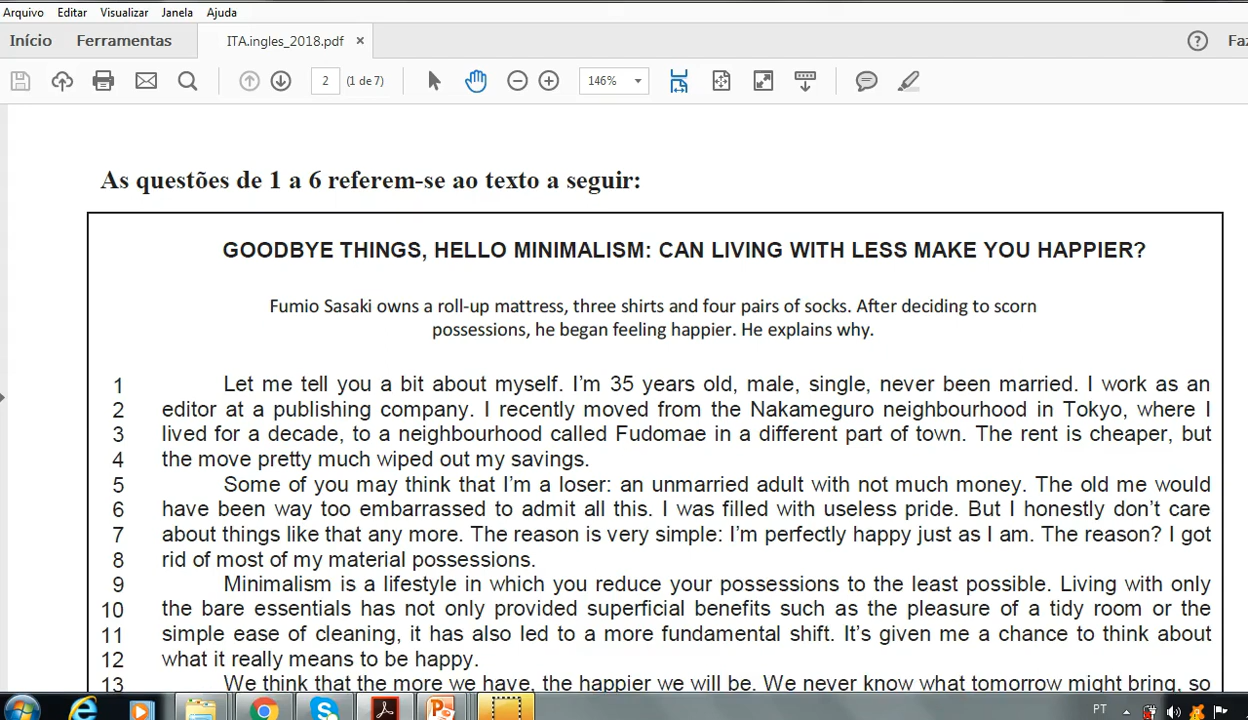 Arquivo Editar Visualizar Janela Ajuda
Início Ferramentas ITA.ingles_2018.pdf ×
? Faz
2 (1 de 7) 146%
As questões de 1 a 6 referem-se ao texto a seguir:
GOODBYE THINGS, HELLO MINIMALISM: CAN LIVING WITH LESS MAKE YOU HAPPIER?
Fumio Sasaki owns a roll-up mattress, three shirts and four pairs of socks. After deciding to scorn
possessions, he began feeling happier. He explains why.
1 Let me tell you a bit about myself. I'm 35 years old, male, single, never been married. I work as an
2 editor at a publishing company. I recently moved from the Nakameguro neighbourhood in Tokyo, where I
3 lived for a decade, to a neighbourhood called Fudomae in a different part of town. The rent is cheaper, but
4 the move pretty much wiped out my savings.
5 Some of you may think that I'm a loser: an unmarried adult with not much money. The old me would
6 have been way too embarrassed to admit all this. I was filled with useless pride. But I honestly don't care
7 about things like that any more. The reason is very simple: I'm perfectly happy just as I am. The reason? I got
8 rid of most of my material possessions.
9 Minimalism is a lifestyle in which you reduce your possessions to the least possible. Living with only
10 the bare essentials has not only provided superficial benefits such as the pleasure of a tidy room or the
11 simple ease of cleaning, it has also led to a more fundamental shift. It's given me a chance to think about
12 what it really means to be happy.
13 We think that the more we have, the happier we will be. We never know what tomorrow might bring, so
PT